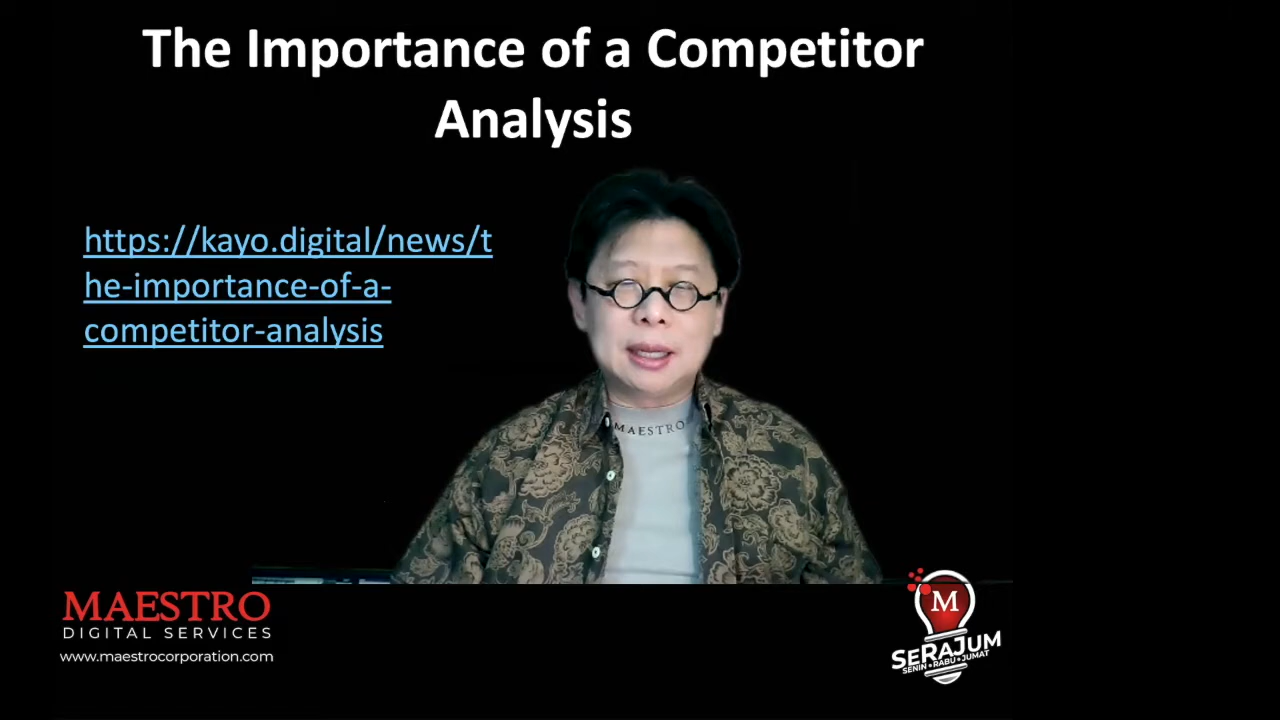 The Importance of a Competitor
Analysis
https://kayo.digital/news/t
he-importance-of-a-
competitor-analysis
MAESTRO
MAESTRO
DIGITAL SERVICES
www.maestrocorporation.com
M
SERAJUM
SENIN • RABU • JUMAT